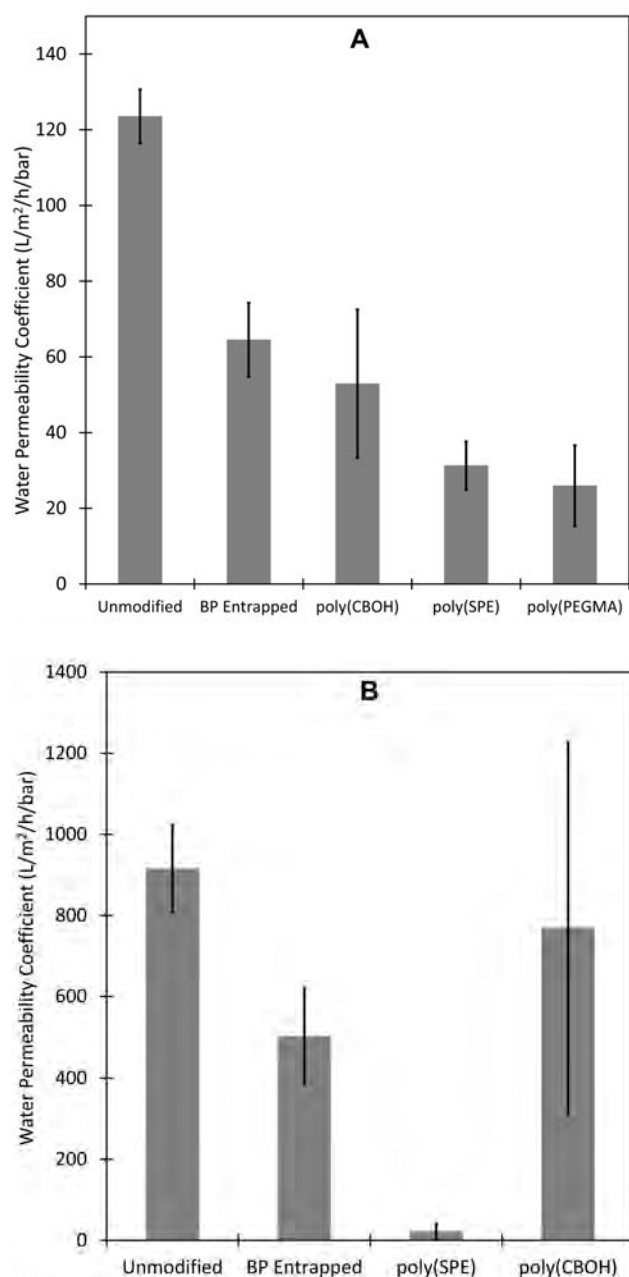 A
Water Permeability Coefficient (L/m²/h/bar)
140
120
100
80
60
40
20
0
Unmodified BP Entrapped poly(CBOH) poly(SPE) poly(PEGMA)
B
Water Permeability Coefficient (L/m²/h/bar)
1400
1200
1000
800
600
400
200
0
Unmodified BP Entrapped poly(SPE) poly(CBOH)